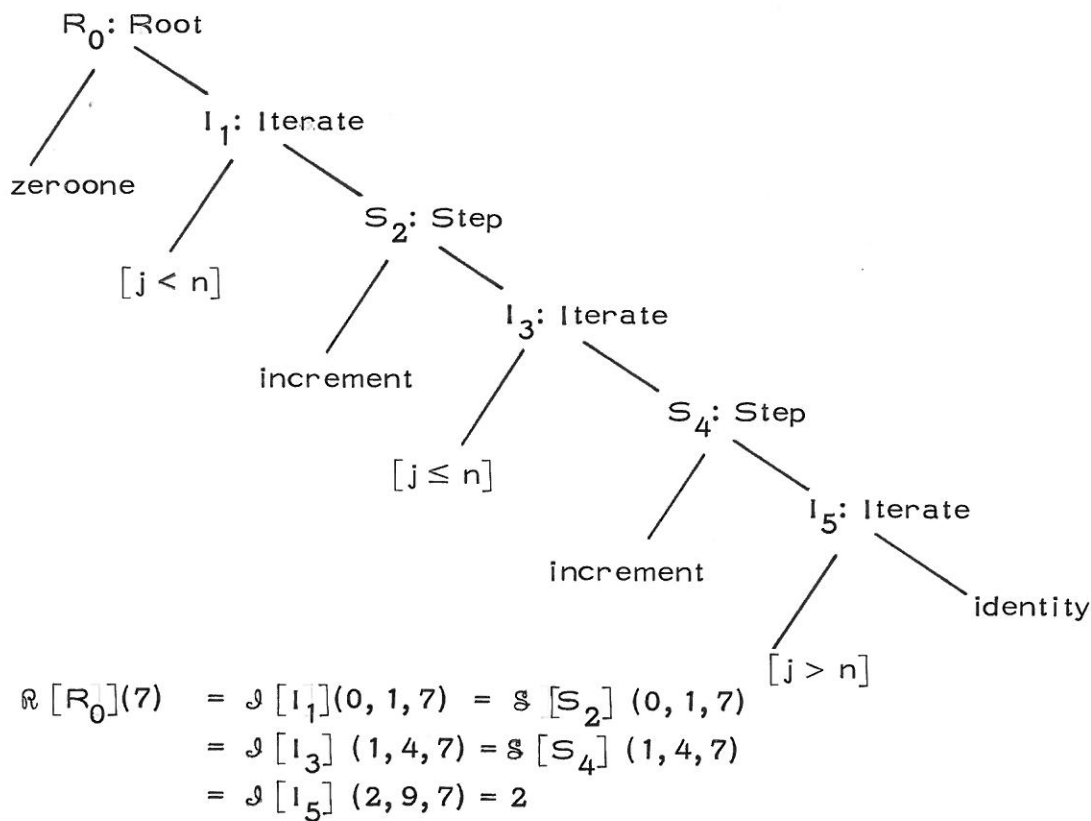 R₀: Root
I₁: Iterate
zeroone
S₂: Step
[j < n]
I₃: Iterate
increment
S₄: Step
[j ≤ n]
I₅: Iterate
increment
identity
[j > n]
ℛ [R₀](7) = ℐ [I₁](0, 1, 7) = 𝒮 [S₂] (0, 1, 7)
= ℐ [I₃] (1, 4, 7) = 𝒮 [S₄] (1, 4, 7)
= ℐ [I₅] (2, 9, 7) = 2